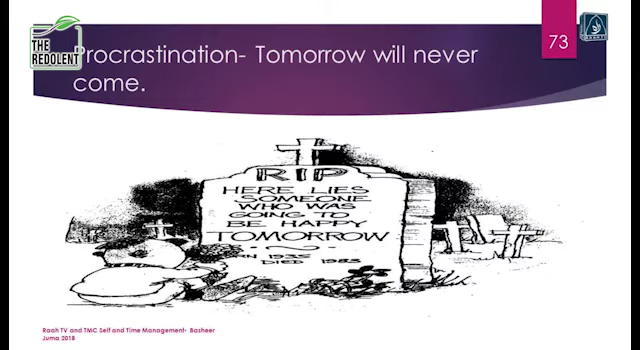 THE
REDOLENT
Procrastination- Tomorrow will never
come.
73
RIP
HERE LIES
SOMEONE
WHO WAS
GOING TO
BE HAPPY
TOMORROW
1935
DIED 1983
Raah TV and TMC Self and Time Management- Basheer
Juma 2018